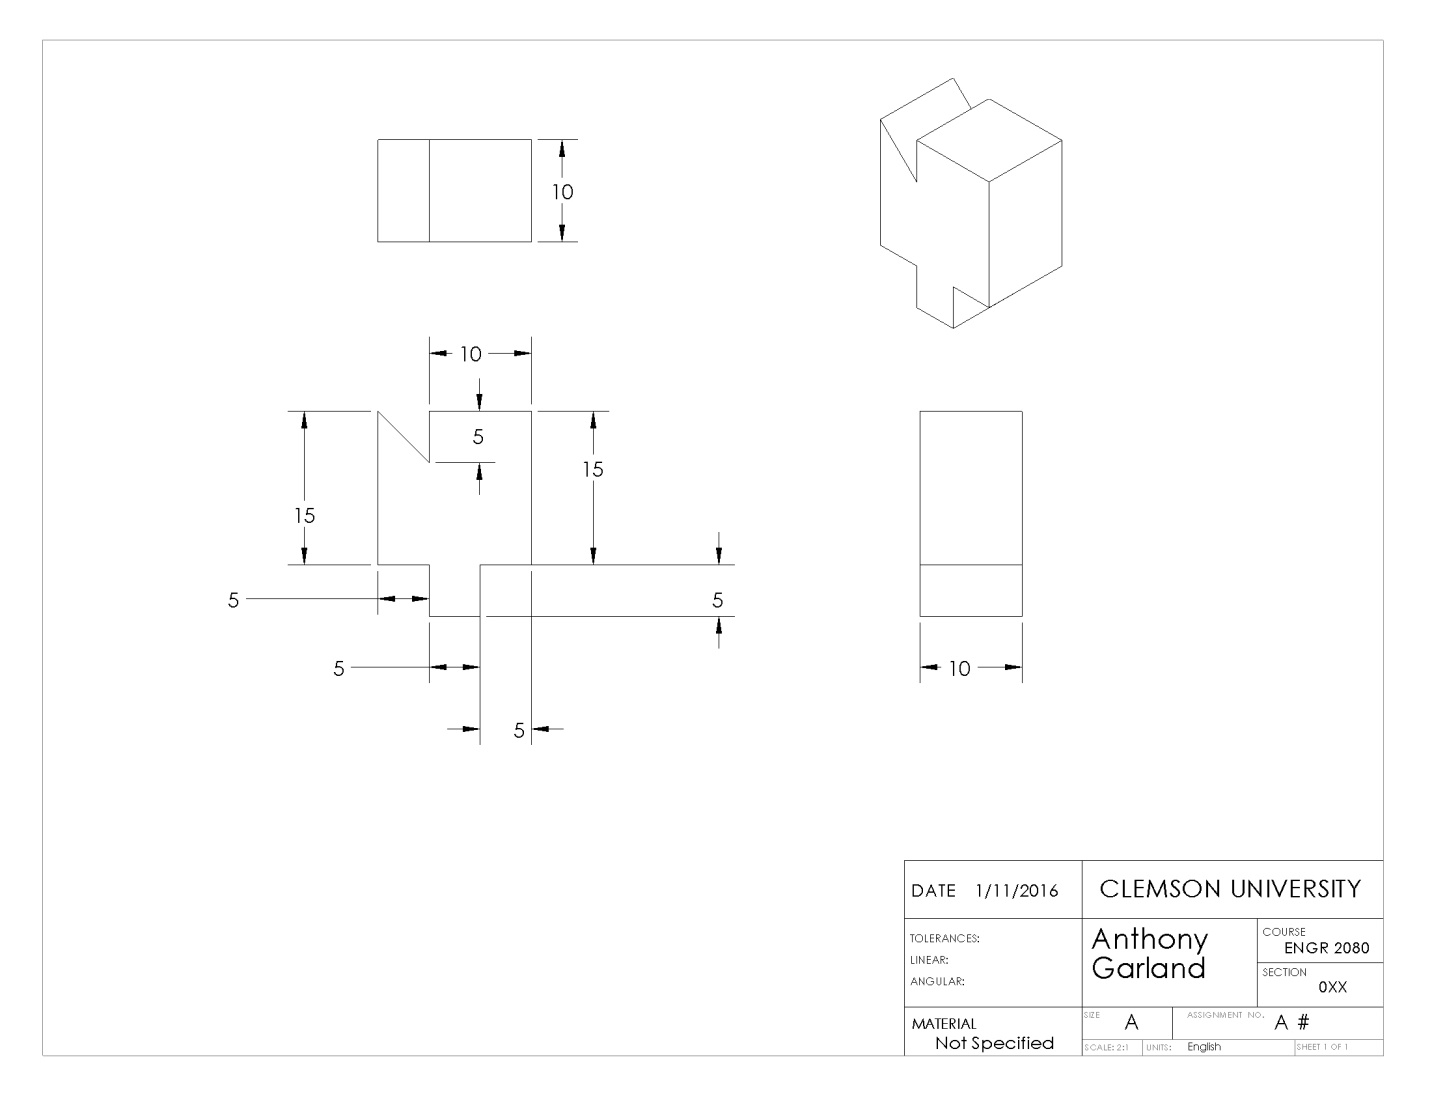 10
10
5
15
15
5
5
5
5
10
DATE 1/11/2016
CLEMSON UNIVERSITY
TOLERANCES:
LINEAR:
ANGULAR:
Anthony
Garland
COURSE
ENGR 2080
SECTION
0XX
MATERIAL
Not Specified
SIZE A
ASSIGNMENT NO. A #
SCALE: 2:1
UNITS: English
SHEET 1 OF 1